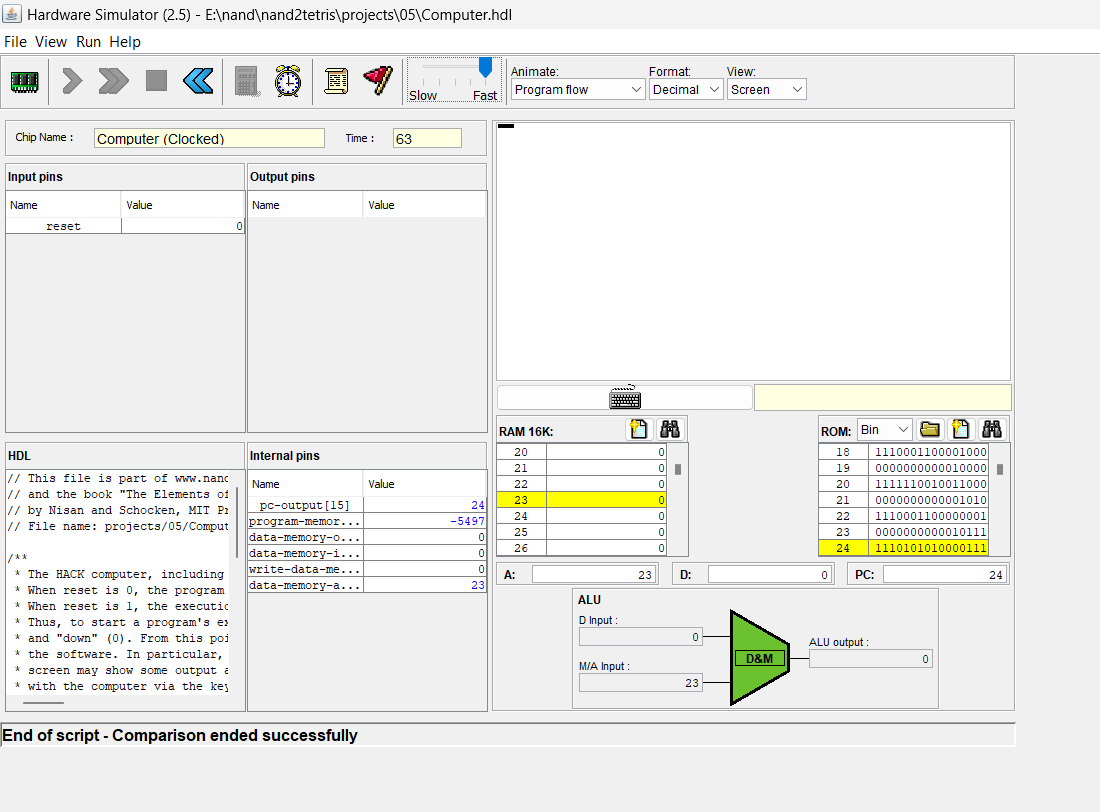 Hardware Simulator (2.5) - E:\nand\nand2tetris\projects\05\Computer.hdl
File View Run Help
Animate: Format: View:
Slow Fast Program flow Decimal Screen
Chip Name : Computer (Clocked) Time : 63
Input pins
Name Value
reset 0
Output pins
Name Value
HDL
// This file is part of www.nand
// and the book "The Elements of
// by Nisan and Schocken, MIT Pr
// File name: projects/05/Comput
/**
* The HACK computer, including
* When reset is 0, the program
* When reset is 1, the executio
* Thus, to start a program's ex
* and "down" (0). From this poi
* the software. In particular,
* screen may show some output a
* with the computer via the key
Internal pins
Name Value
pc-output[15] 24
program-memor... -5497
data-memory-o... 0
data-memory-i... 0
write-data-me... 0
data-memory-a... 23
RAM 16K:
20 0
21 0
22 0
23 0
24 0
25 0
26 0
ROM: Bin
18 1110001100001000
19 0000000000010000
20 1111110010011000
21 0000000000001010
22 1110001100000001
23 0000000000010111
24 1110101010000111
A: 23 D: 0 PC: 24
ALU
D Input :
0
M/A Input :
23
D&M
ALU output :
0
End of script - Comparison ended successfully